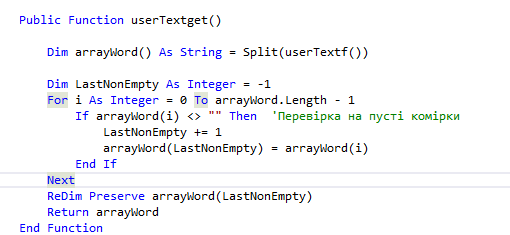 Public Function userTextget()
Dim arrayWord() As String = Split(userTextf())
Dim LastNonEmpty As Integer = -1
For i As Integer = 0 To arrayWord.Length - 1
If arrayWord(i) <> "" Then  'Перевірка на пусті комірки
LastNonEmpty += 1
arrayWord(LastNonEmpty) = arrayWord(i)
End If
Next
ReDim Preserve arrayWord(LastNonEmpty)
Return arrayWord
End Function